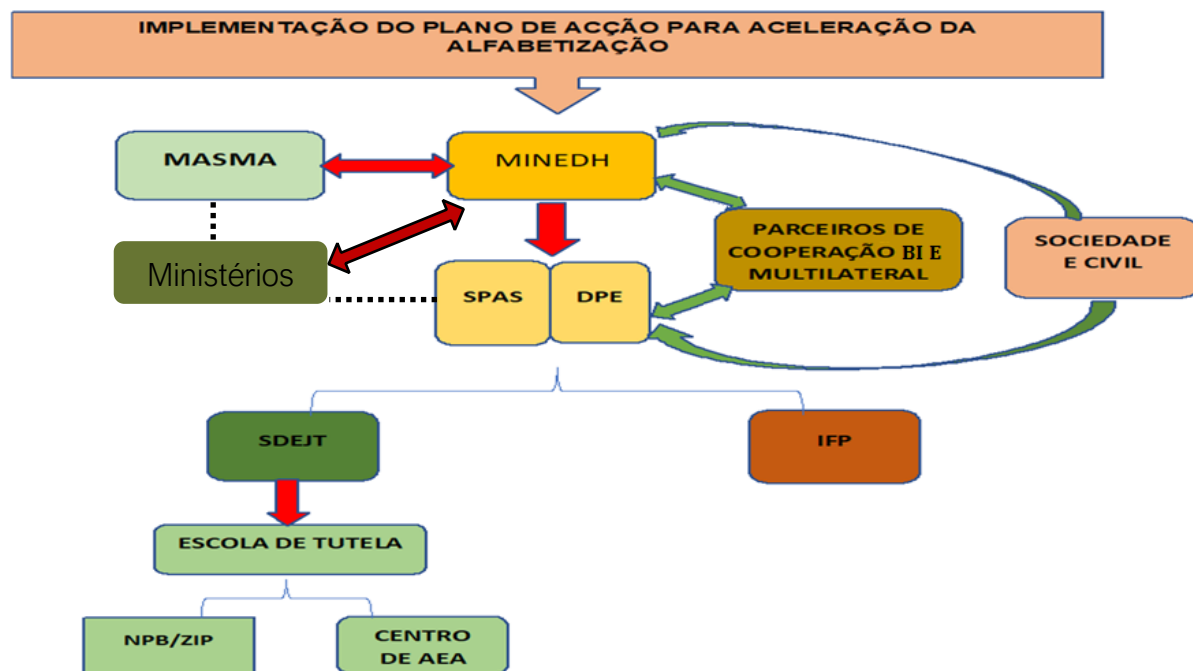 IMPLEMENTAÇÃO DO PLANO DE ACÇÃO PARA ACELERAÇÃO DA
ALFABETIZAÇÃO
MASMA
MINEDH
PARCEIROS DE
COOPERAÇÃO BI E
MULTILATERAL
SOCIEDADE
E CIVIL
Ministérios
SPAS
DPE
SDEJT
IFP
ESCOLA DE TUTELA
NPB/ZIP
CENTRO
DE AEA